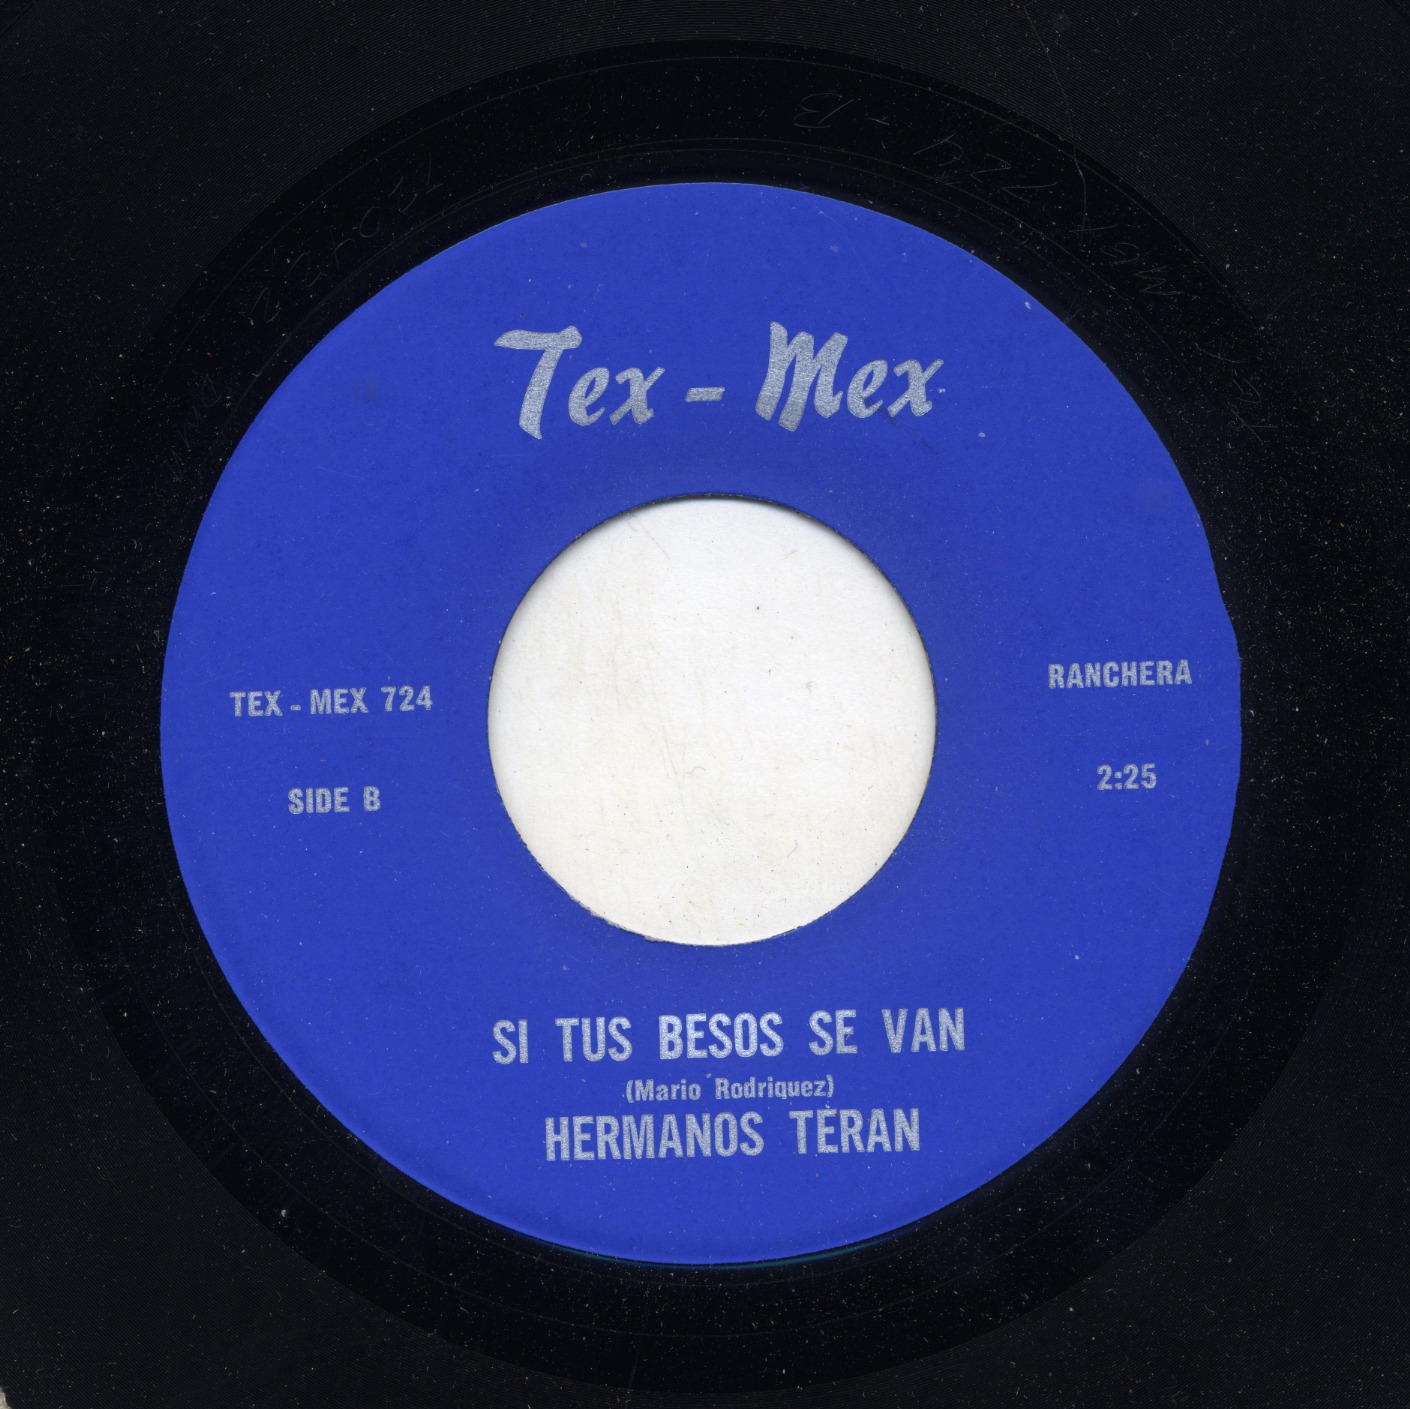 Tex - Mex
TEX - MEX 724
SIDE B
RANCHERA
2:25
SI TUS BESOS SE VAN
(Mario Rodriquez)
HERMANOS TERAN